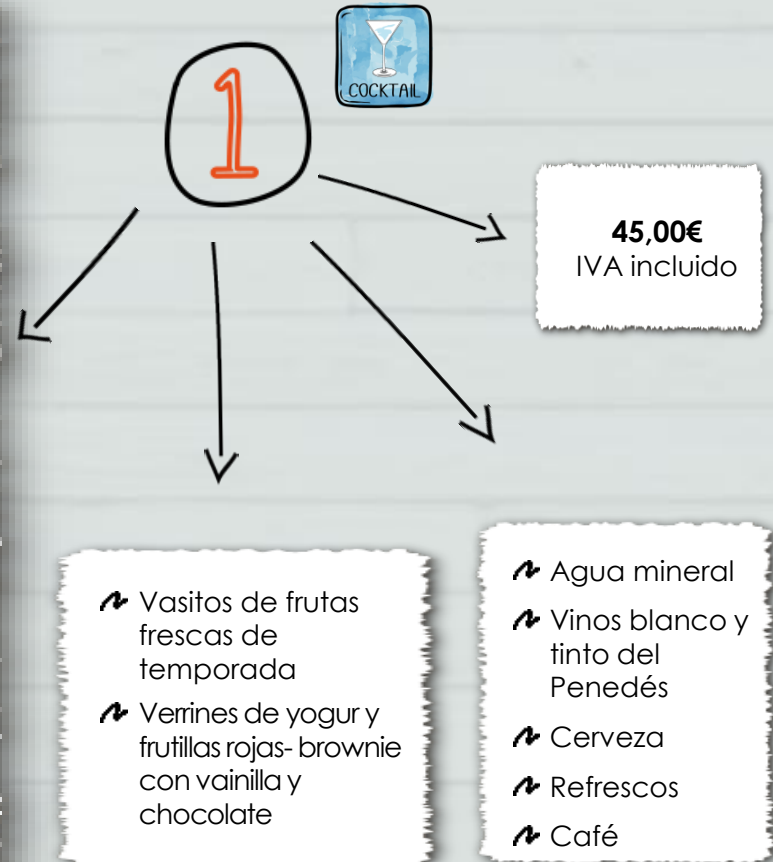 1
COCKTAIL
45,00€
IVA incluido
Vasitos de frutas
frescas de
temporada
Verrines de yogur y
frutillas rojas- brownie
con vainilla y
chocolate
Agua mineral
Vinos blanco y
tinto del
Penedés
Cerveza
Refrescos
Café